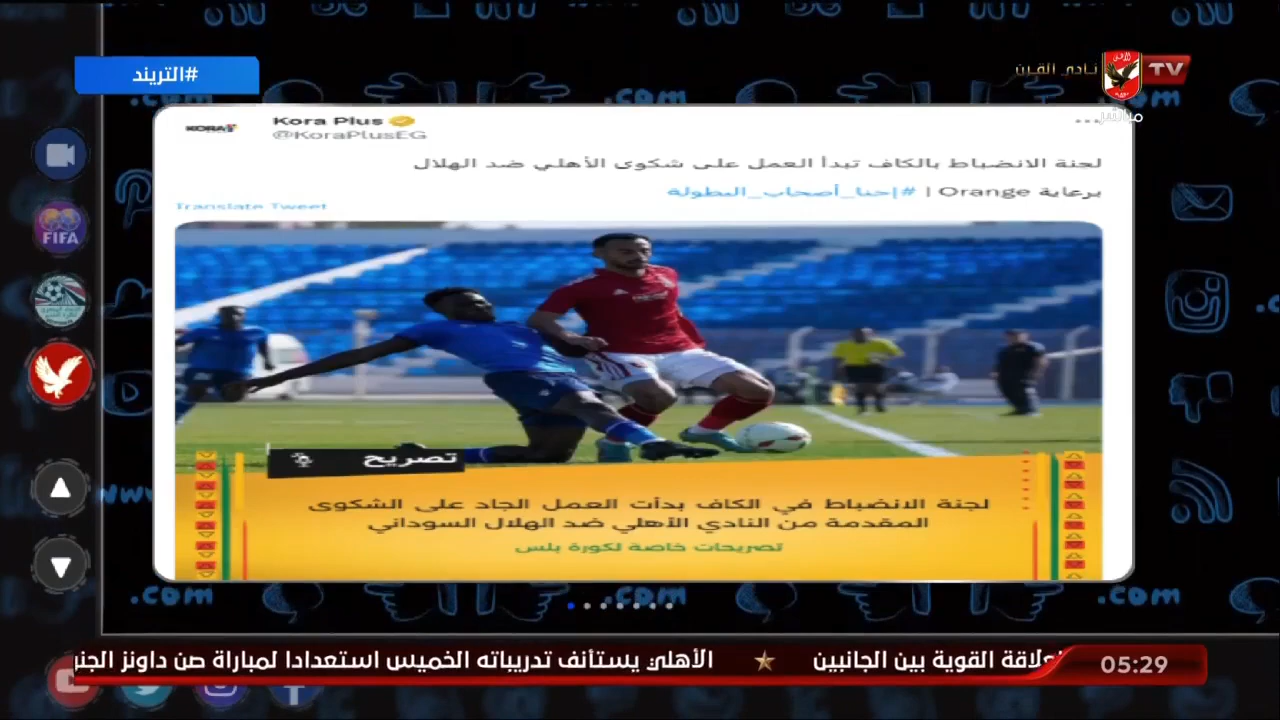 #التريند
نادي القرن
TV
مباشر
Kora Plus
@KoraPlusEG
لجنة الانضباط بالكاف تبدأ العمل على شكوى الأهلي ضد الهلال
برعاية Orange | #إحنا_أصحاب_البطولة
Translate Tweet
FIFA
تصريح
لجنة الانضباط في الكاف بدأت العمل الجاد على الشكوى
المقدمة من النادي الأهلي ضد الهلال السوداني
تصريحات خاصة لكورة بلس
.com
.com
.com
القوية بين الجانبين ★ الأهلي يستأنف تدريباته الخميس استعدادا لمباراة صن داونز
05:29